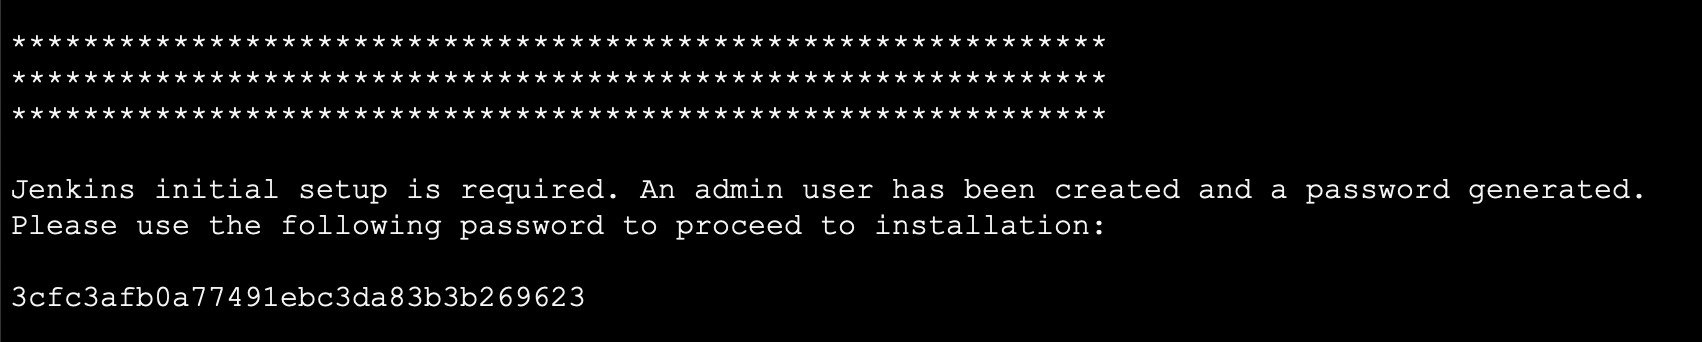 *************************************************************
*************************************************************
*************************************************************
Jenkins initial setup is required. An admin user has been created and a password generated.
Please use the following password to proceed to installation:
3cfc3afb0a77491ebc3da83b3b269623